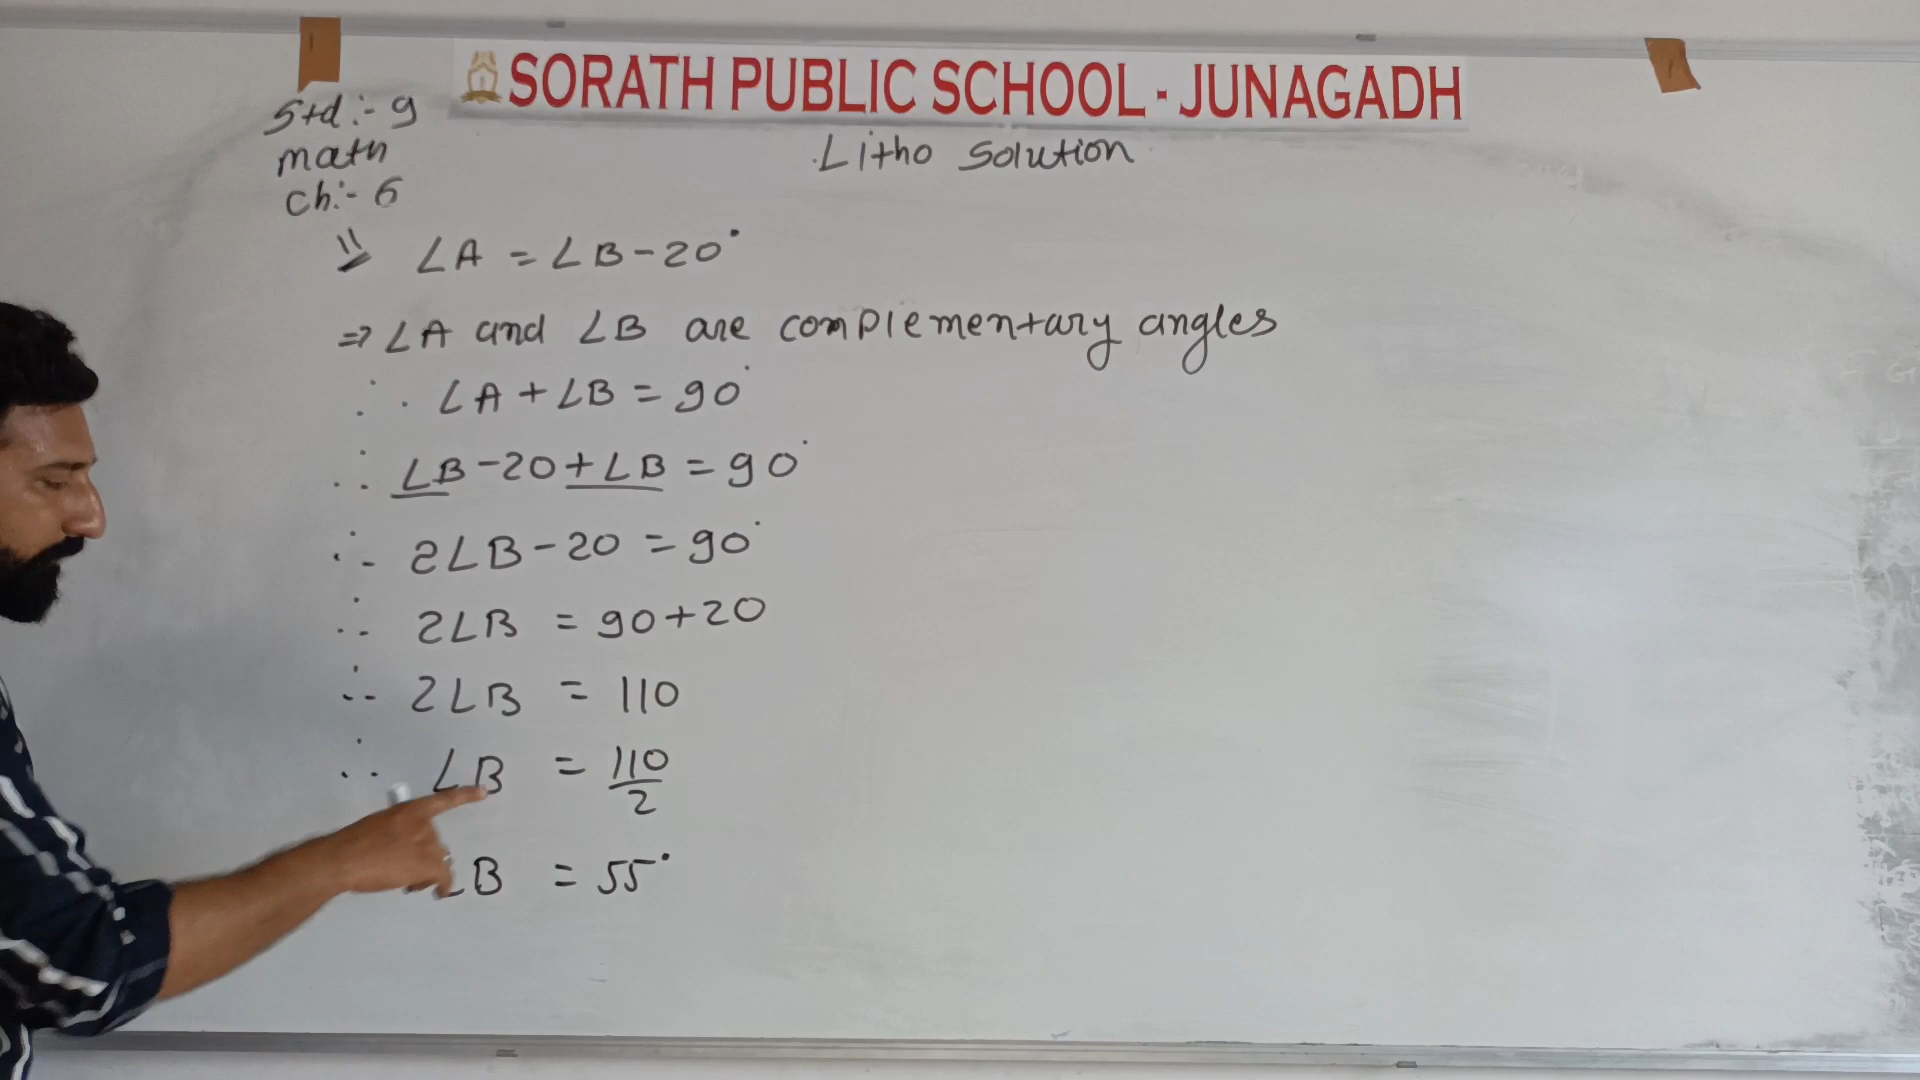 SORATH PUBLIC SCHOOL - JUNAGADH
Std :- 9
math
ch :- 6
Litho Solution
∠A = ∠B - 20°
⇒ ∠A and ∠B are complementary angles
∴ ∠A + ∠B = 90°
∴ ∠B - 20 + ∠B = 90°
∴ 2∠B - 20 = 90°
∴ 2∠B = 90 + 20
∴ 2∠B = 110
∴ ∠B = 110/2
∠B = 55°